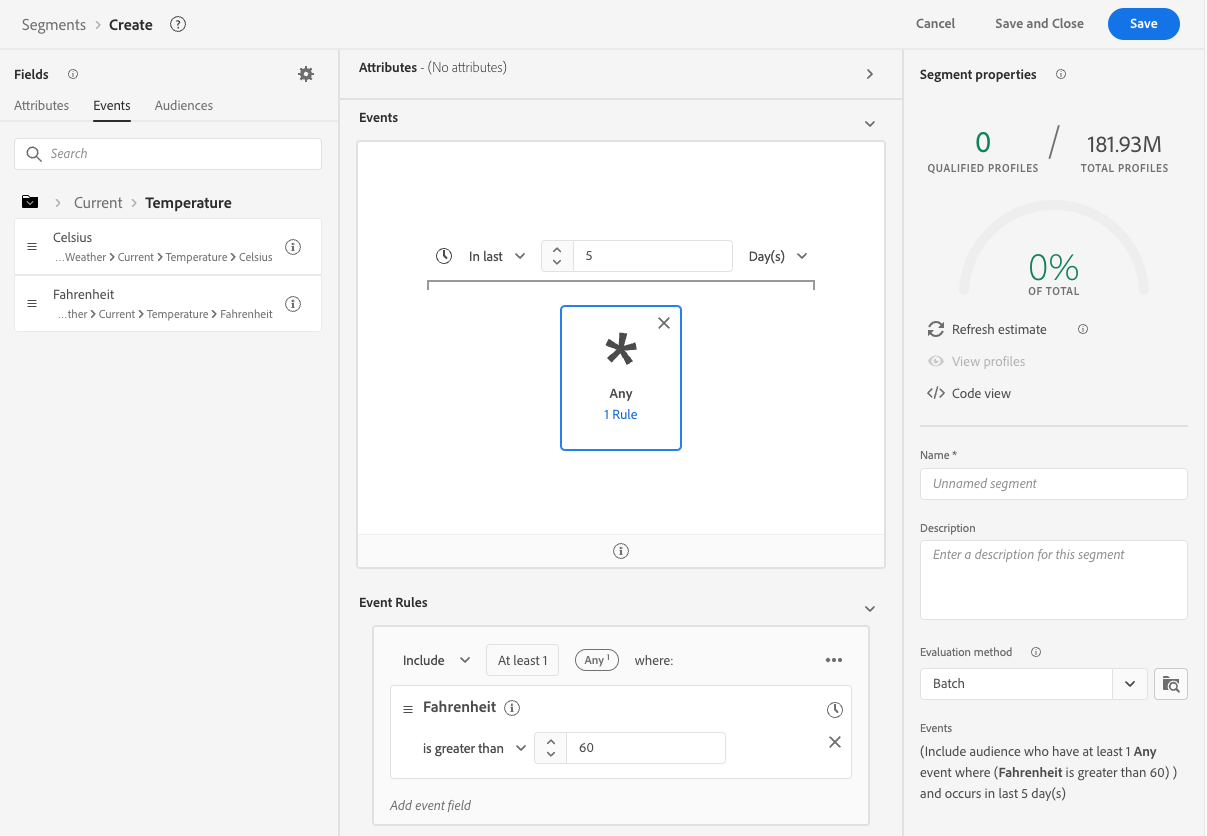 Segments > Create ?
Cancel
Save and Close
Save
Fields
Attributes
Events
Audiences
Search
> Current > Temperature
Celsius
...Weather > Current > Temperature > Celsius
Fahrenheit
...ther > Current > Temperature > Fahrenheit
Attributes - (No attributes)
Events
In last
5
Day(s)
*
Any
1 Rule
Event Rules
Include
At least 1
Any 1
where:
Fahrenheit
is greater than
60
Add event field
Segment properties
0
QUALIFIED PROFILES
/
181.93M
TOTAL PROFILES
0%
OF TOTAL
Refresh estimate
View profiles
</> Code view
Name *
Unnamed segment
Description
Enter a description for this segment
Evaluation method
Batch
Events
(Include audience who have at least 1 Any
event where (Fahrenheit is greater than 60) )
and occurs in last 5 day(s)